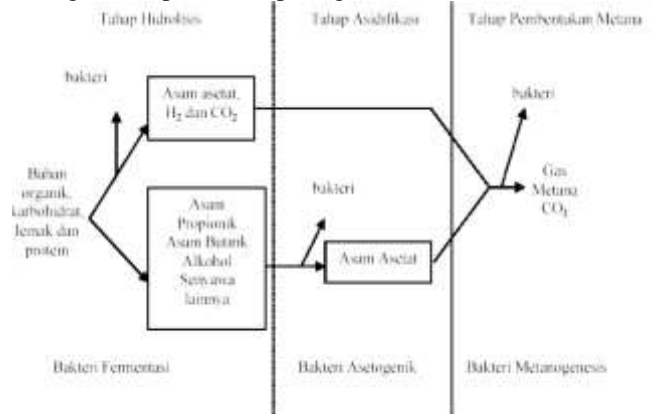 Tahap Hidrolisis
Tahap Asidifikasi
Tahap Pembentukan Metana
bakteri
Asam asetat,
H₂ dan CO₂
bakteri
Bahan
organik,
karbohidrat,
lemak dan
protein
Asam
Propionik
Asam Butirik
Alkohol
Senyawa
lainnya
bakteri
Asam Asetat
Gas
Metana
CO₂
Bakteri Fermentasi
Bakteri Asetogenik
Bakteri Metanogenesis